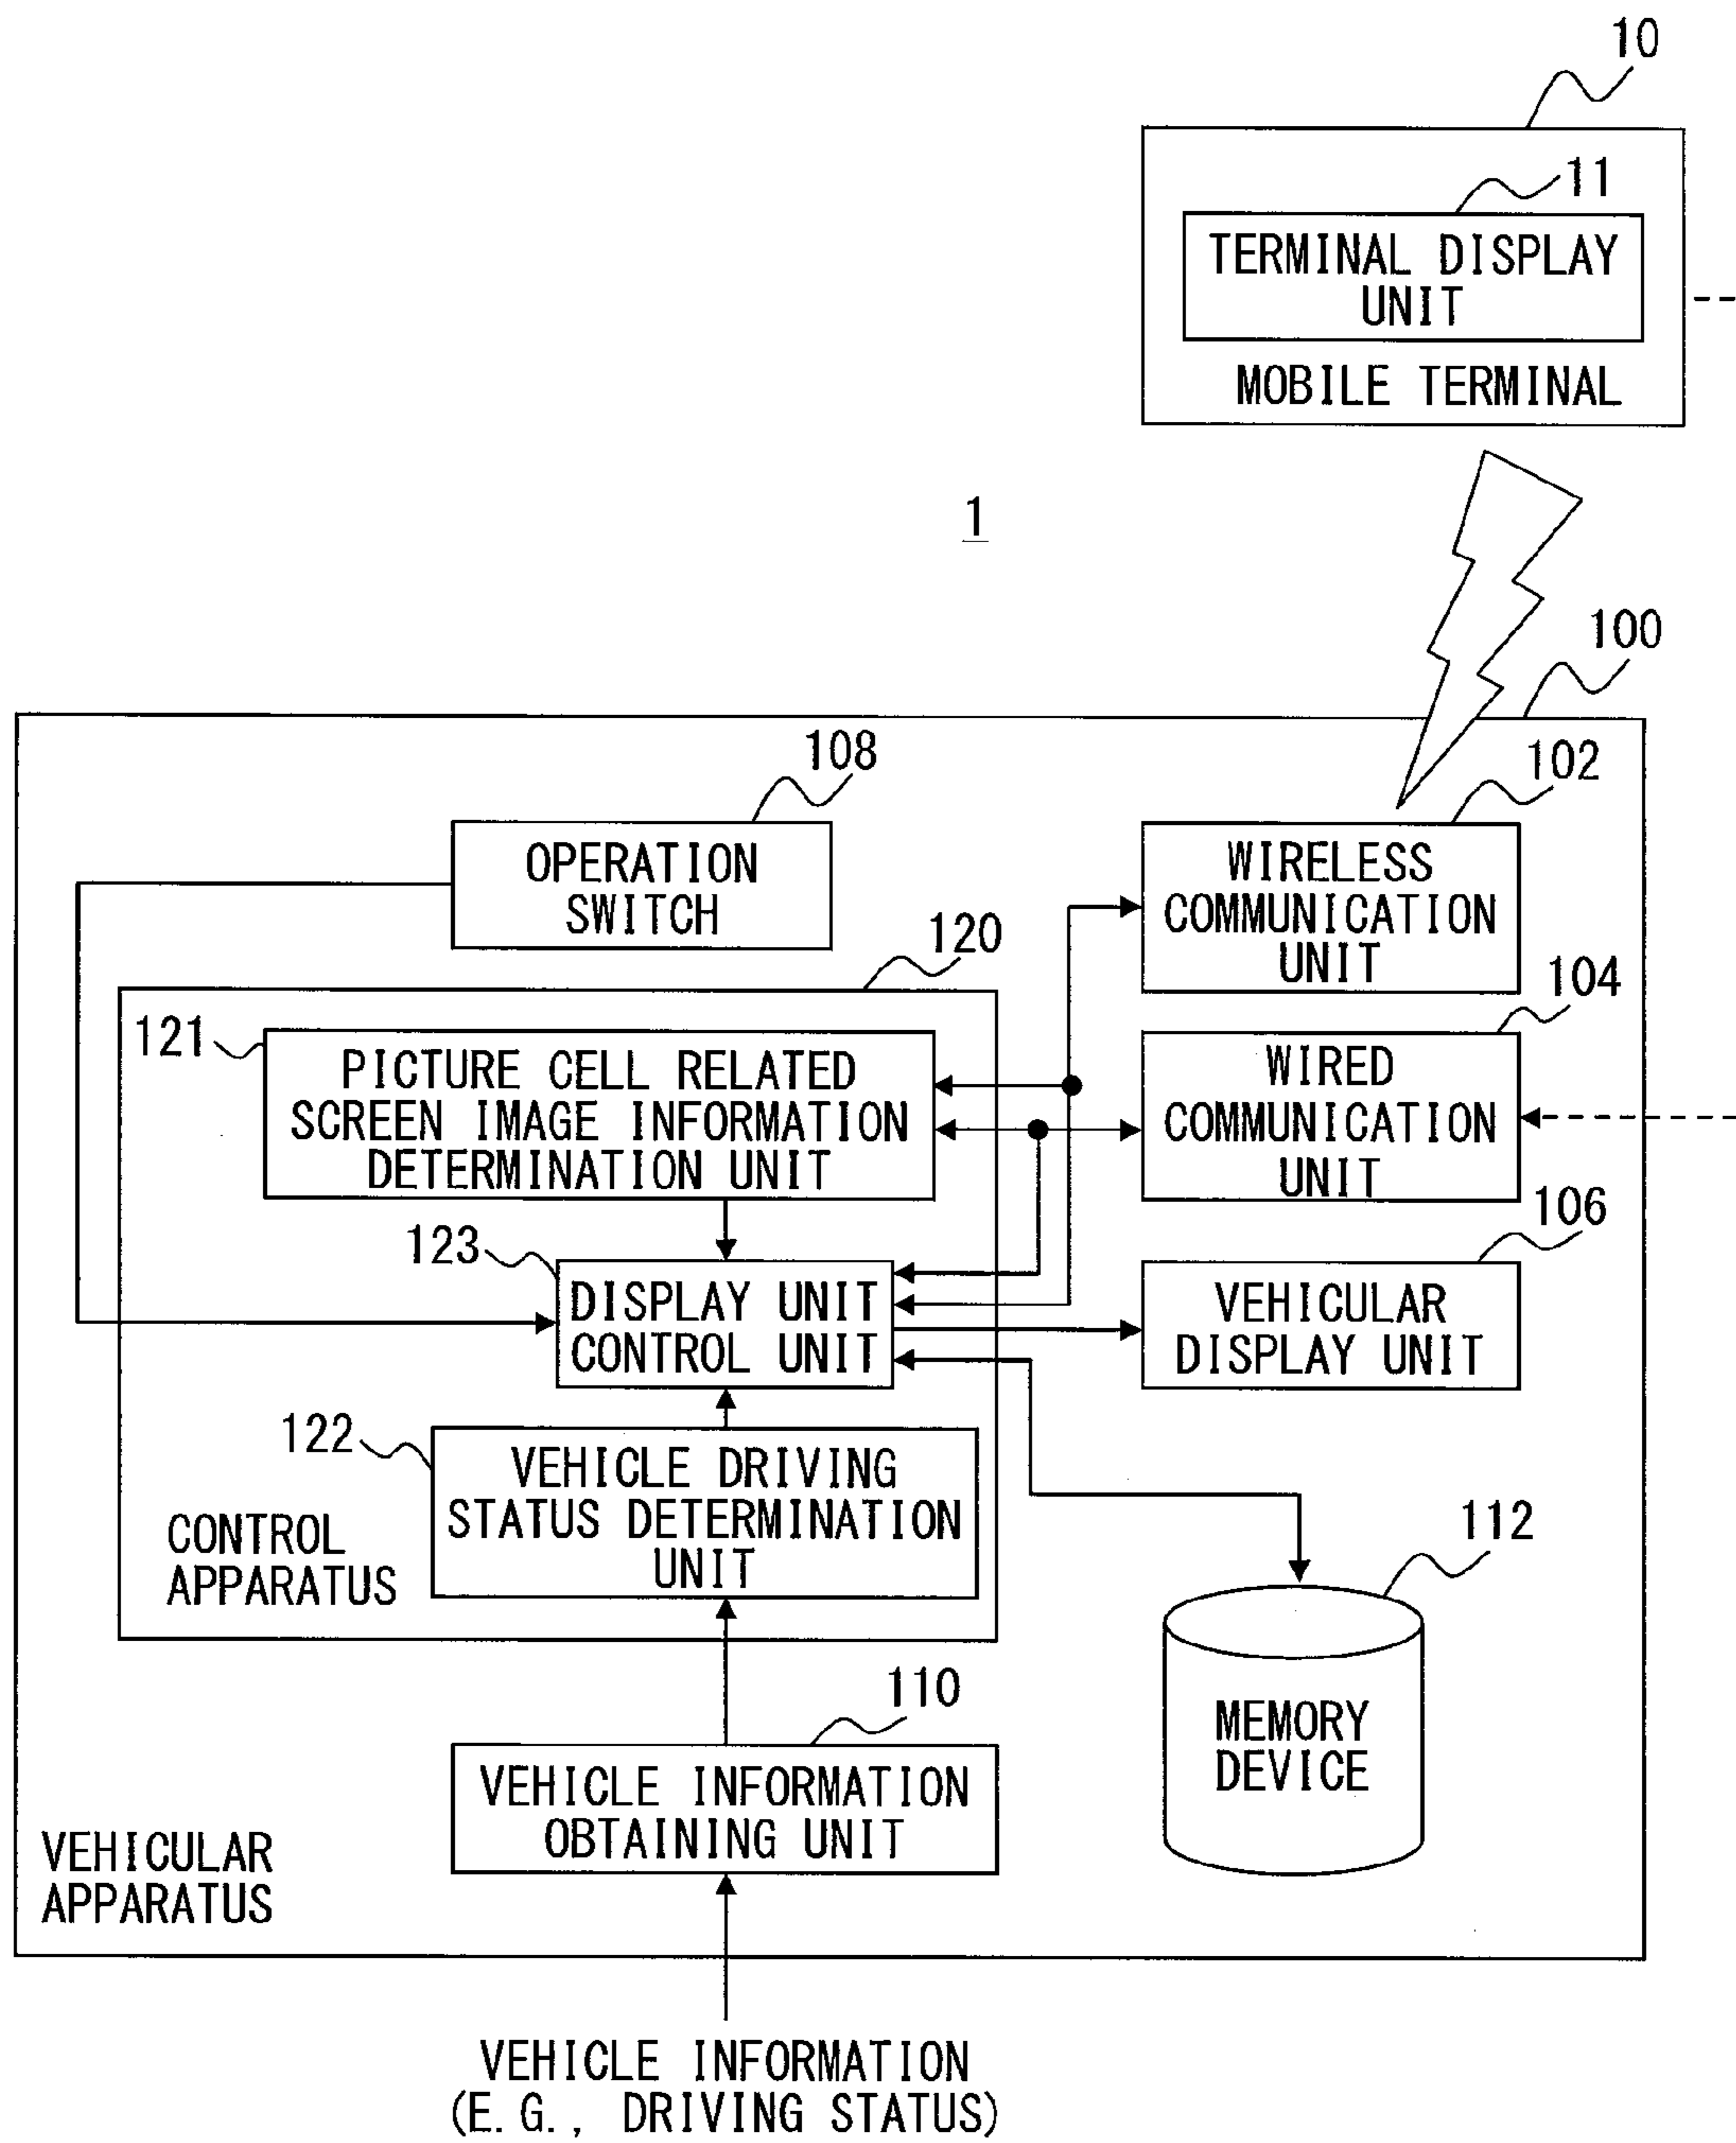 10
11
TERMINAL DISPLAY
UNIT
MOBILE TERMINAL
1
100
108
102
OPERATION
SWITCH
WIRELESS
COMMUNICATION
UNIT
120
104
121
PICTURE CELL RELATED
SCREEN IMAGE INFORMATION
DETERMINATION UNIT
WIRED
COMMUNICATION
UNIT
106
123
DISPLAY UNIT
CONTROL UNIT
VEHICULAR
DISPLAY UNIT
122
VEHICLE DRIVING
STATUS DETERMINATION
UNIT
CONTROL
APPARATUS
112
110
MEMORY
DEVICE
VEHICLE INFORMATION
OBTAINING UNIT
VEHICULAR
APPARATUS
VEHICLE INFORMATION
(E.G., DRIVING STATUS)